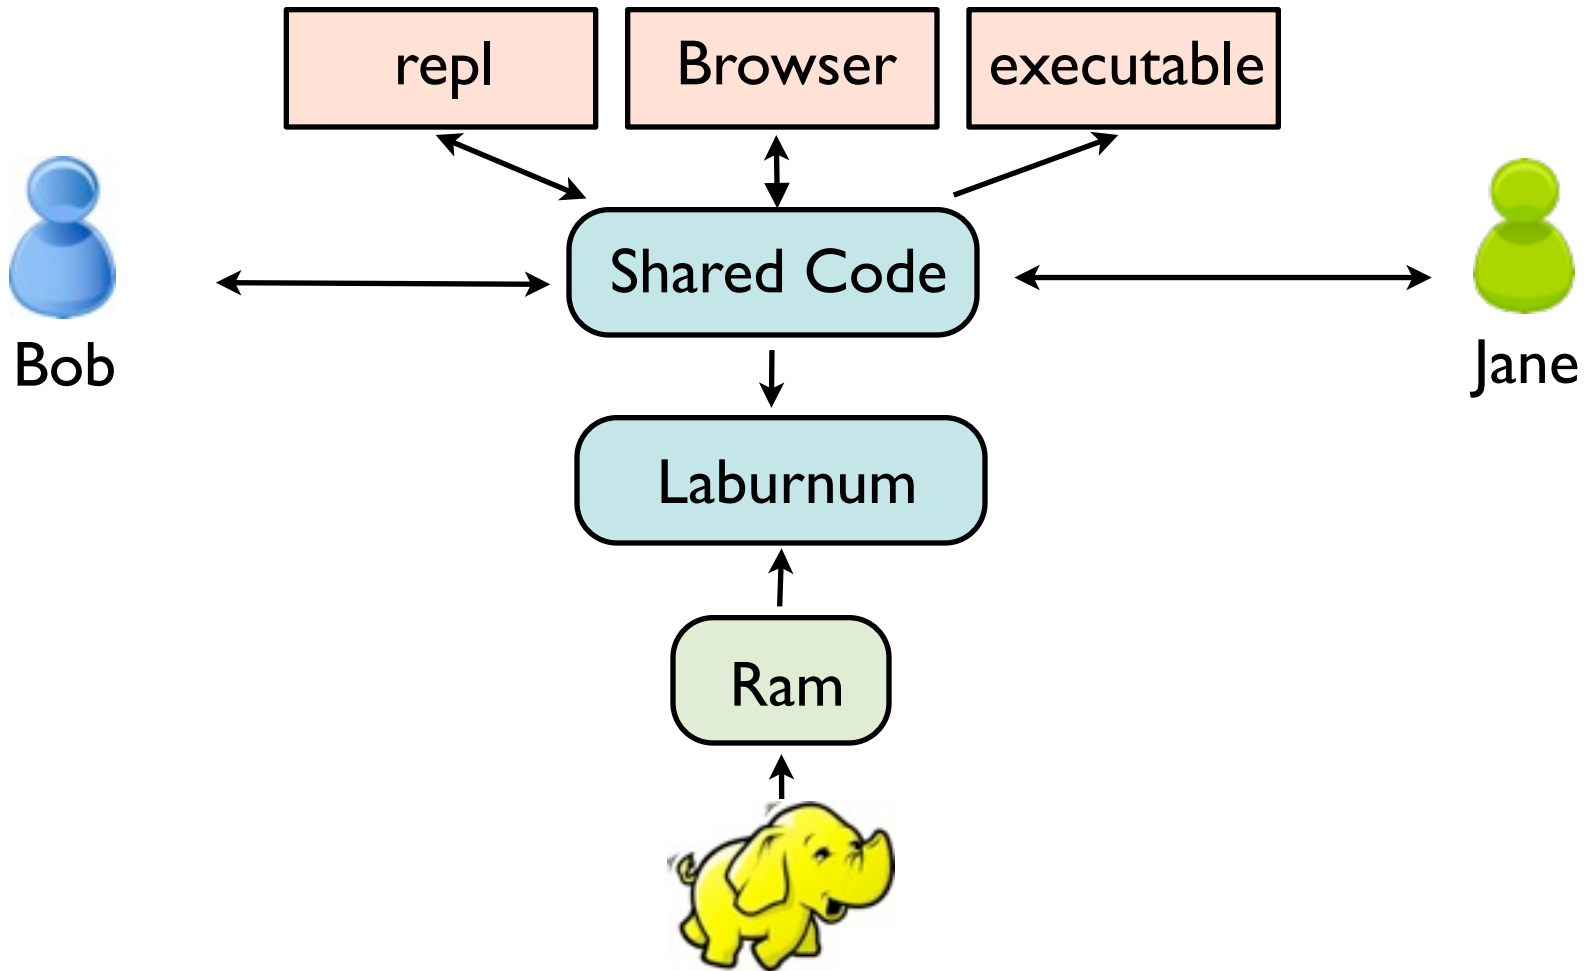 repl
Browser
executable
Shared Code
Bob
Jane
Laburnum
Ram